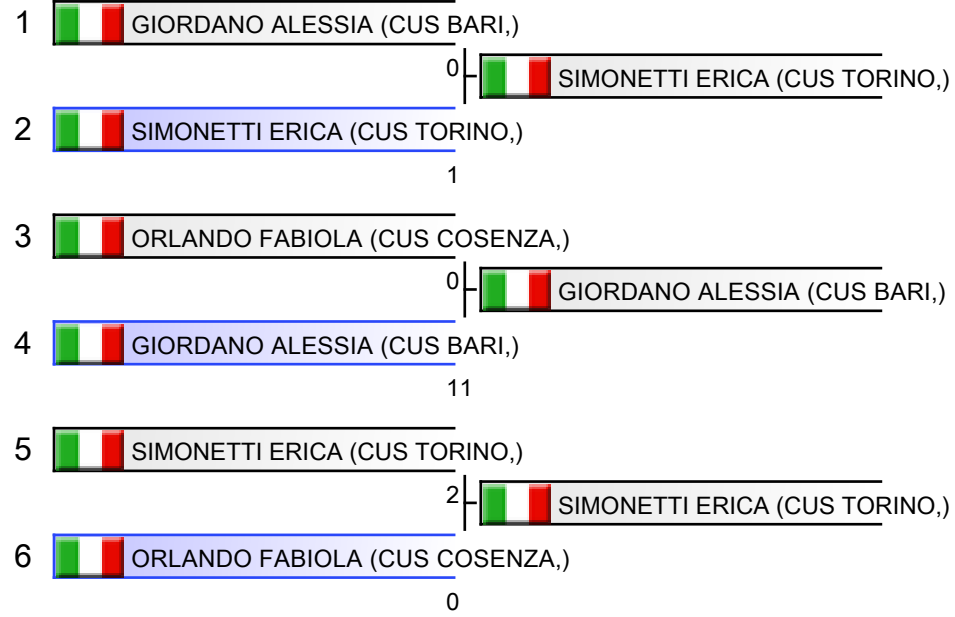 1 GIORDANO ALESSIA (CUS BARI,)
0 SIMONETTI ERICA (CUS TORINO,)
2 SIMONETTI ERICA (CUS TORINO,)
1
3 ORLANDO FABIOLA (CUS COSENZA,)
0 GIORDANO ALESSIA (CUS BARI,)
4 GIORDANO ALESSIA (CUS BARI,)
11
5 SIMONETTI ERICA (CUS TORINO,)
2 SIMONETTI ERICA (CUS TORINO,)
6 ORLANDO FABIOLA (CUS COSENZA,)
0